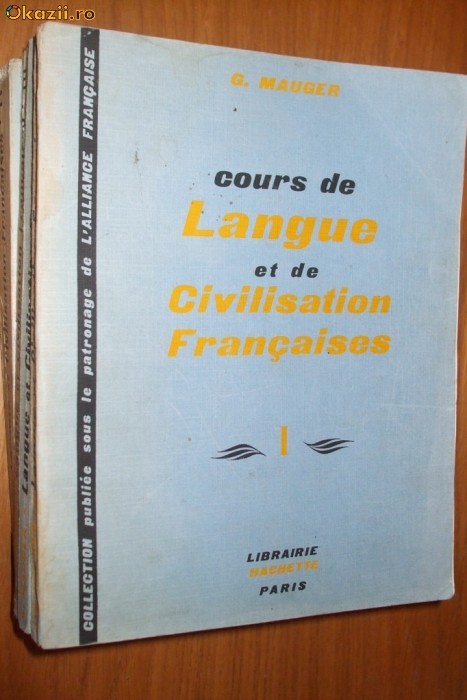 Okazii.ro
COLLECTION publiée sous le patronage de L'ALLIANCE FRANÇAISE
G. MAUGER
cours de
Langue
et de
Civilisation
Françaises
I
LIBRAIRIE
HACHETTE
PARIS
Langue et Civilisation